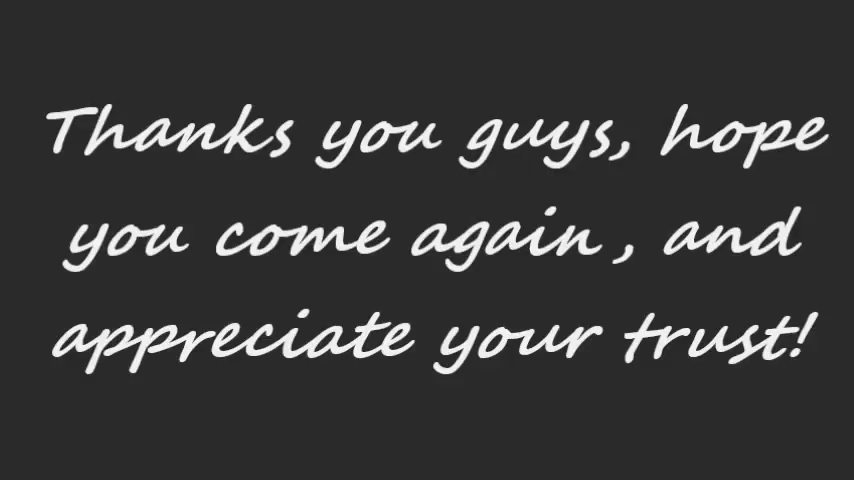 Thanks you guys, hope
you come again , and
appreciate your trust!